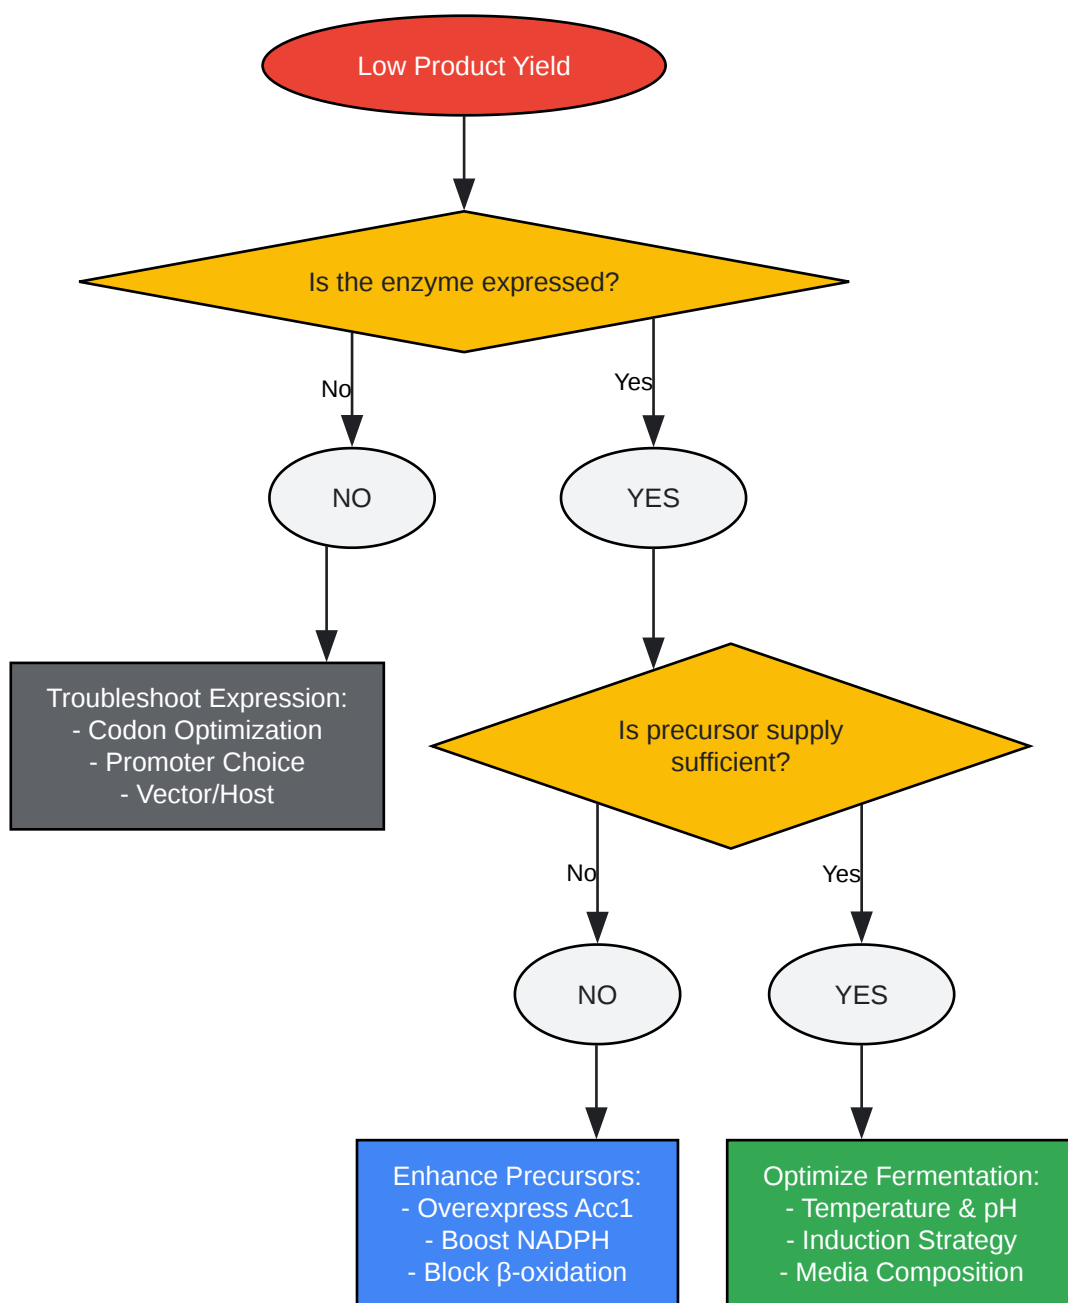 Low Product Yield
Is the enzyme expressed?
No
Yes
NO
YES
Troubleshoot Expression:
- Codon Optimization
- Promoter Choice
- Vector/Host
Is precursor supply
sufficient?
No
Yes
NO
YES
Enhance Precursors:
- Overexpress Acc1
- Boost NADPH
- Block β-oxidation
Optimize Fermentation:
- Temperature & pH
- Induction Strategy
- Media Composition